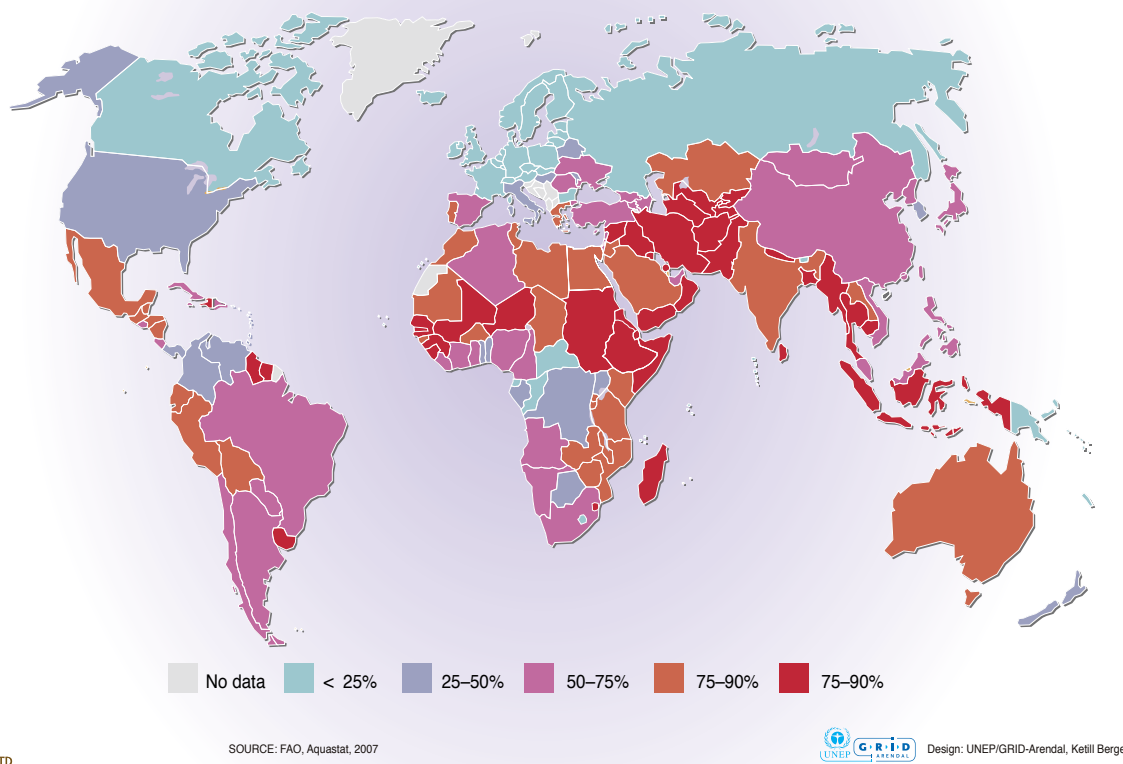 No data
< 25%
25–50%
50–75%
75–90%
75–90%
SOURCE: FAO, Aquastat, 2007
UNEP
G·R·I·D
ARENDAL
Design: UNEP/GRID-Arendal, Ketill Berge
TD